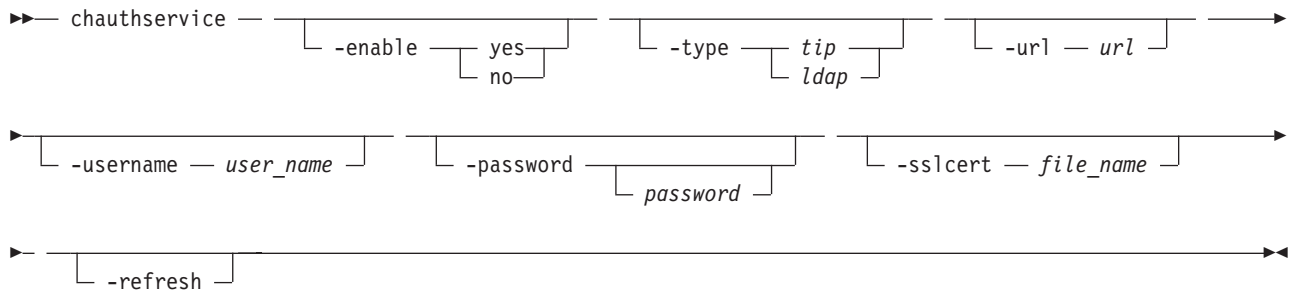 chauthservice
-enable yes -type tip -url url
no ldap
-username user_name -password -sslcert file_name
password
-refresh